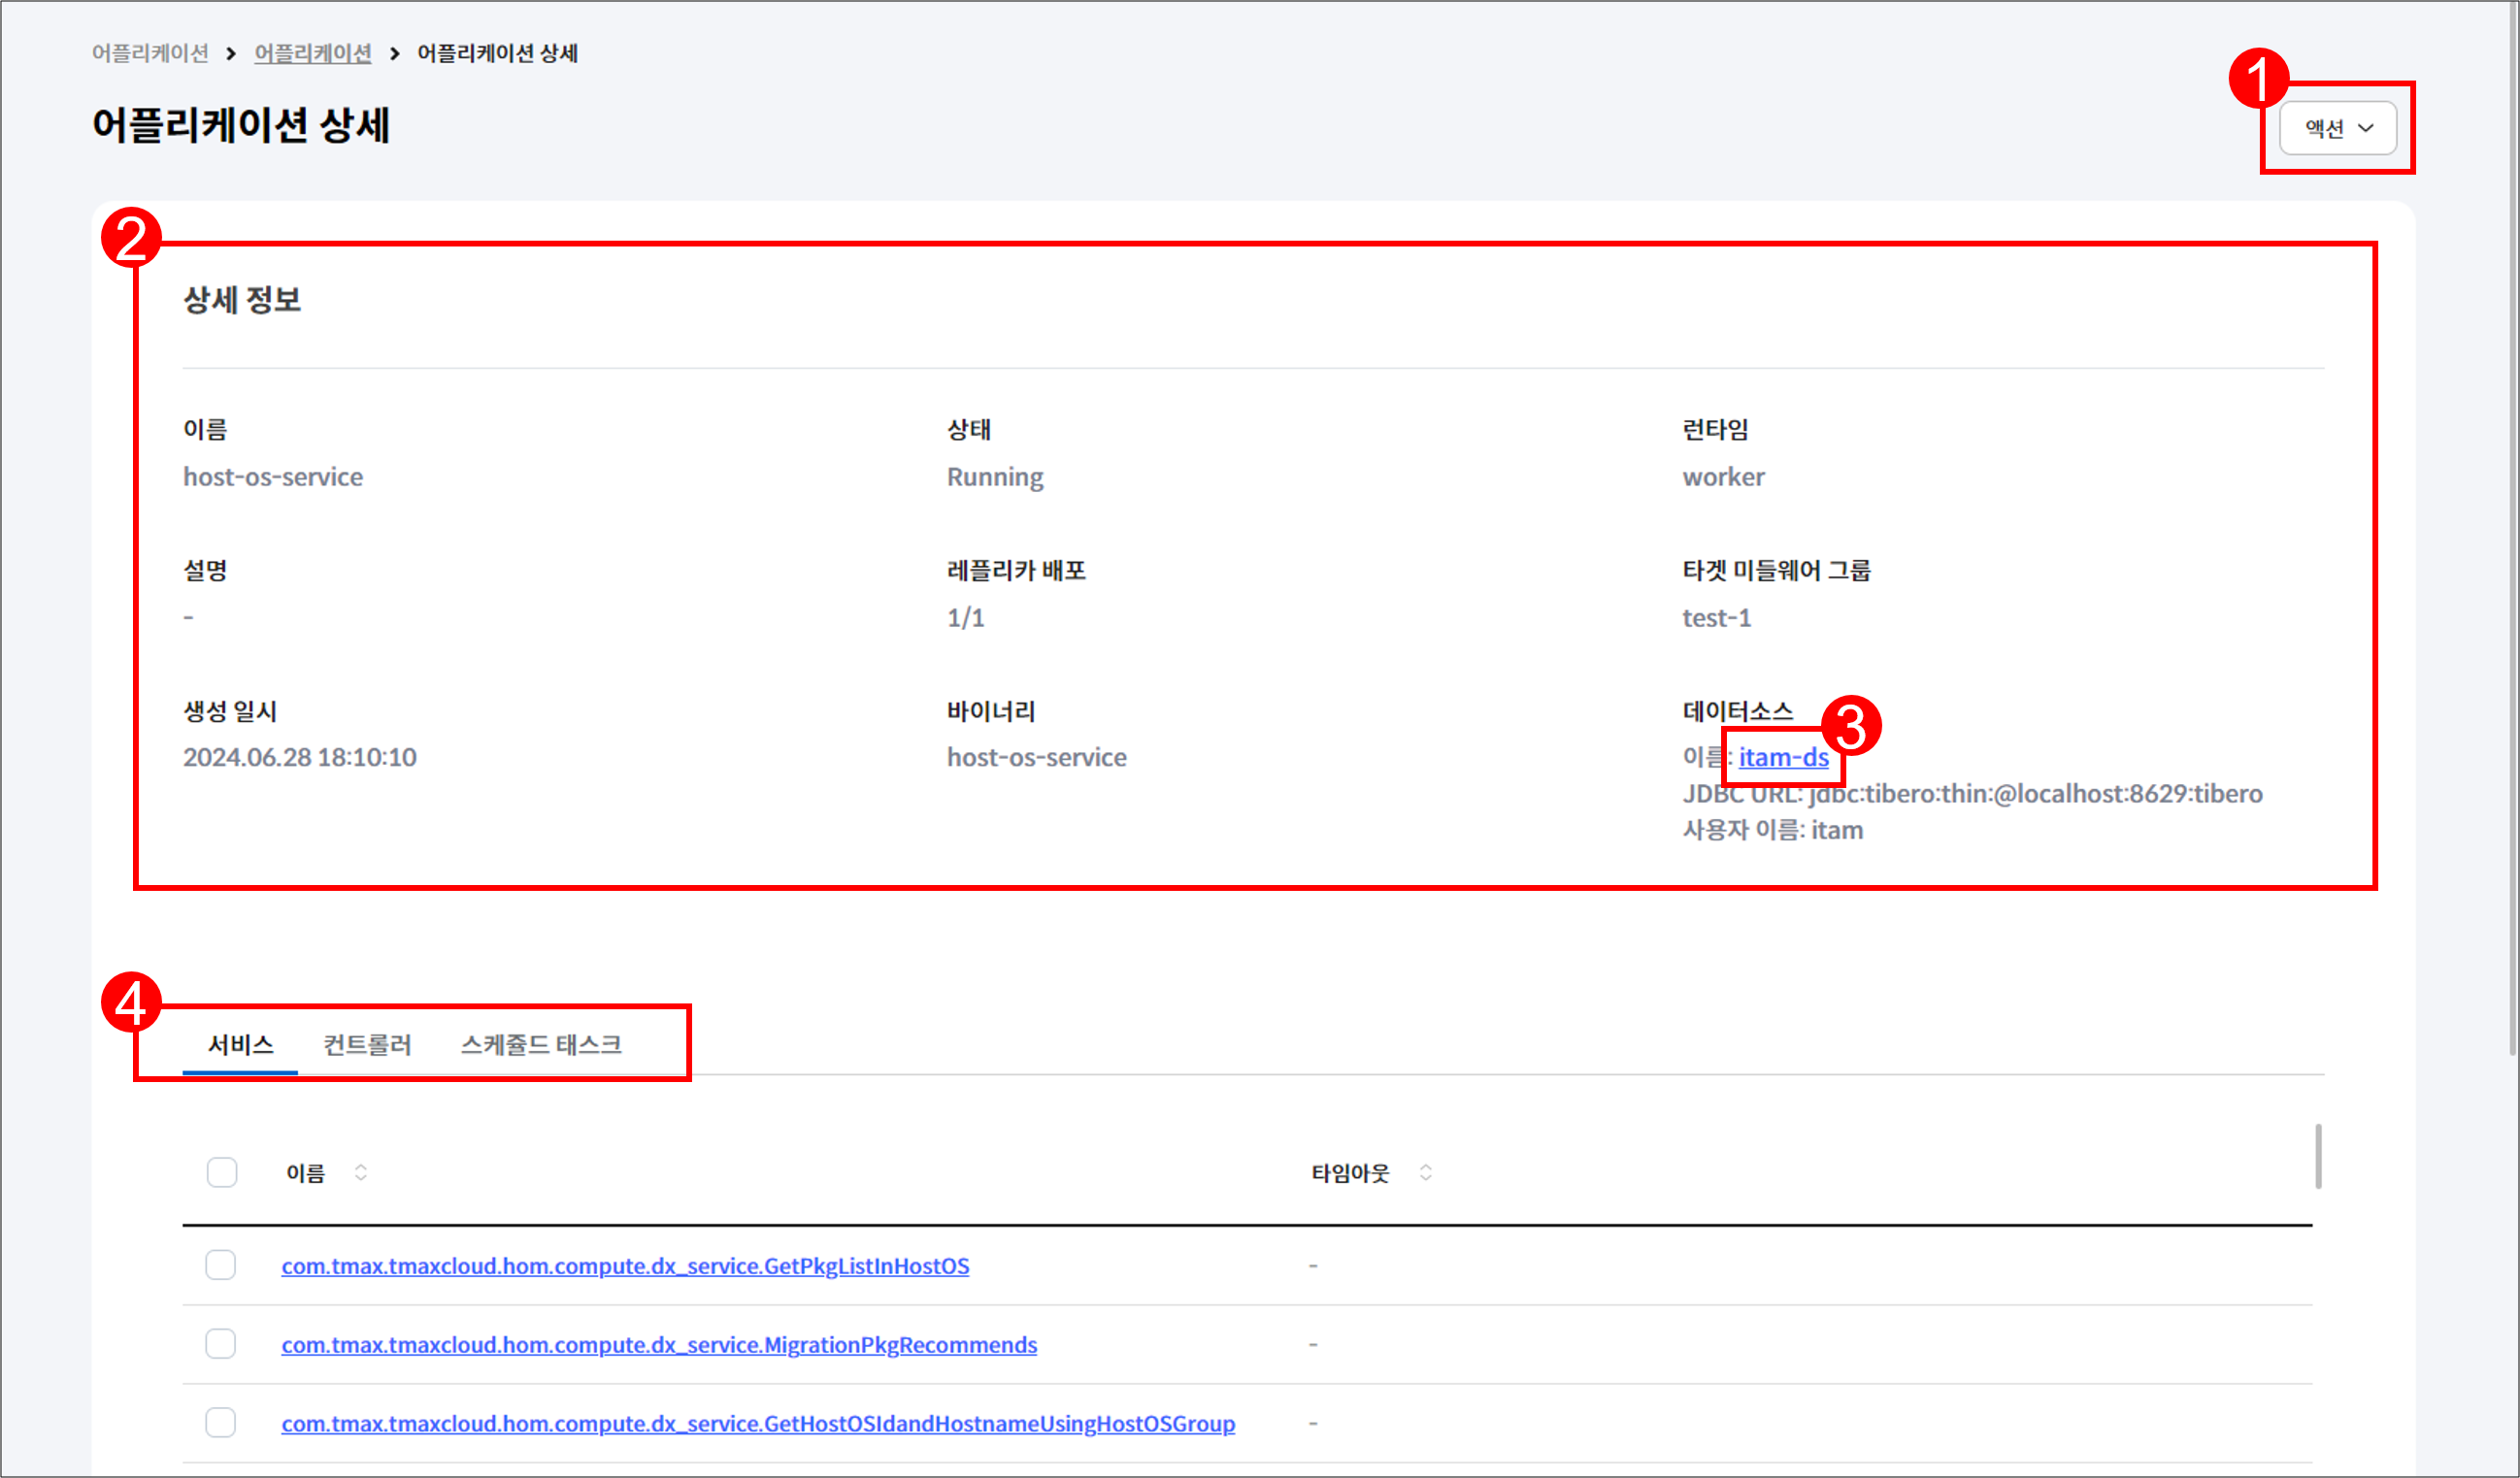 어플리케이션 > 어플리케이션 > 어플리케이션 상세
어플리케이션 상세
1
액션
2
상세 정보
이름
상태
런타임
host-os-service
Running
worker
설명
레플리카 배포
타겟 미들웨어 그룹
-
1/1
test-1
생성 일시
바이너리
데이터소스
3
2024.06.28 18:10:10
host-os-service
이름: itam-ds
JDBC URL: jdbc:tibero:thin:@localhost:8629:tibero
사용자 이름: itam
4
서비스 컨트롤러 스케쥴드 태스크
이름 타임아웃
com.tmax.tmaxcloud.hom.compute.dx_service.GetPkgListInHostOS -
com.tmax.tmaxcloud.hom.compute.dx_service.MigrationPkgRecommends -
com.tmax.tmaxcloud.hom.compute.dx_service.GetHostOSIdandHostnameUsingHostOSGroup -